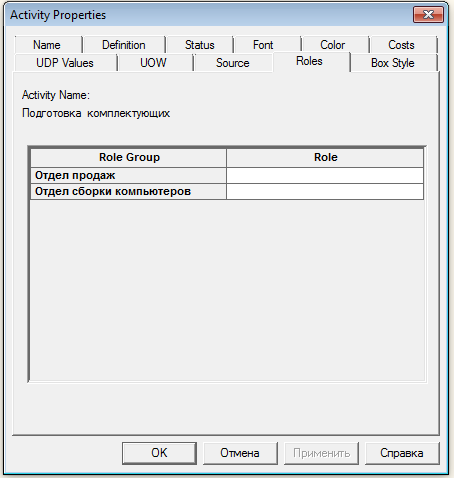 Activity Properties
Name Definition Status Font Color Costs
UDP Values UOW Source Roles Box Style
Activity Name:
Подготовка комплектующих
Role Group Role
Отдел продаж
Отдел сборки компьютеров
OK Отмена Применить Справка